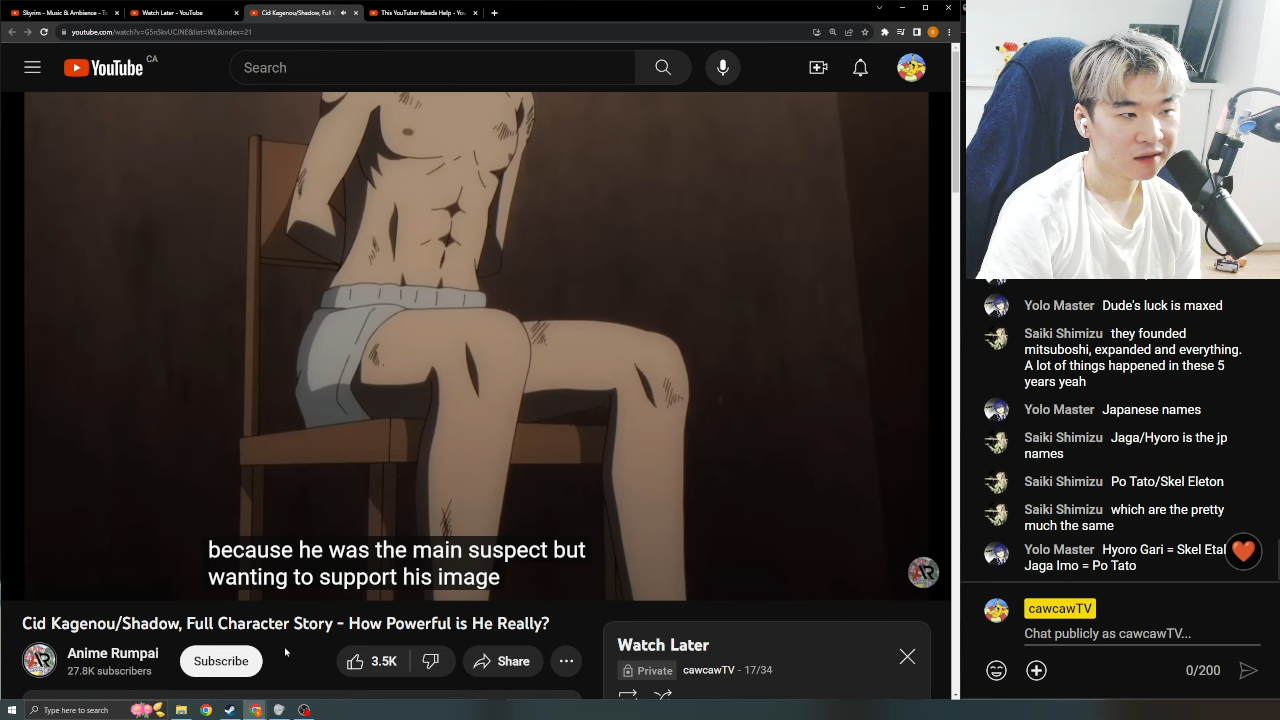 Skyrim - Music & Ambience - T
Watch Later - YouTube
Cid Kagenou/Shadow, Full C
This YouTuber Needs Help - You
youtube.com/watch?v=GSnSkvUCJNE&list=WL&index=21
YouTube CA
Search
because he was the main suspect but
wanting to support his image
AR
Cid Kagenou/Shadow, Full Character Story - How Powerful is He Really?
Anime Rumpai
27.8K subscribers
Subscribe
3.5K
Share
Watch Later
Private
cawcawTV - 17/34
Type here to search
Yolo Master Dude's luck is maxed
Saiki Shimizu they founded
mitsuboshi, expanded and everything.
A lot of things happened in these 5
years yeah
Yolo Master Japanese names
Saiki Shimizu Jaga/Hyoro is the jp
names
Saiki Shimizu Po Tato/Skel Eleton
Saiki Shimizu which are the pretty
much the same
Yolo Master Hyoro Gari = Skel Etal
Jaga Imo = Po Tato
cawcawTV
Chat publicly as cawcawTV...
0/200